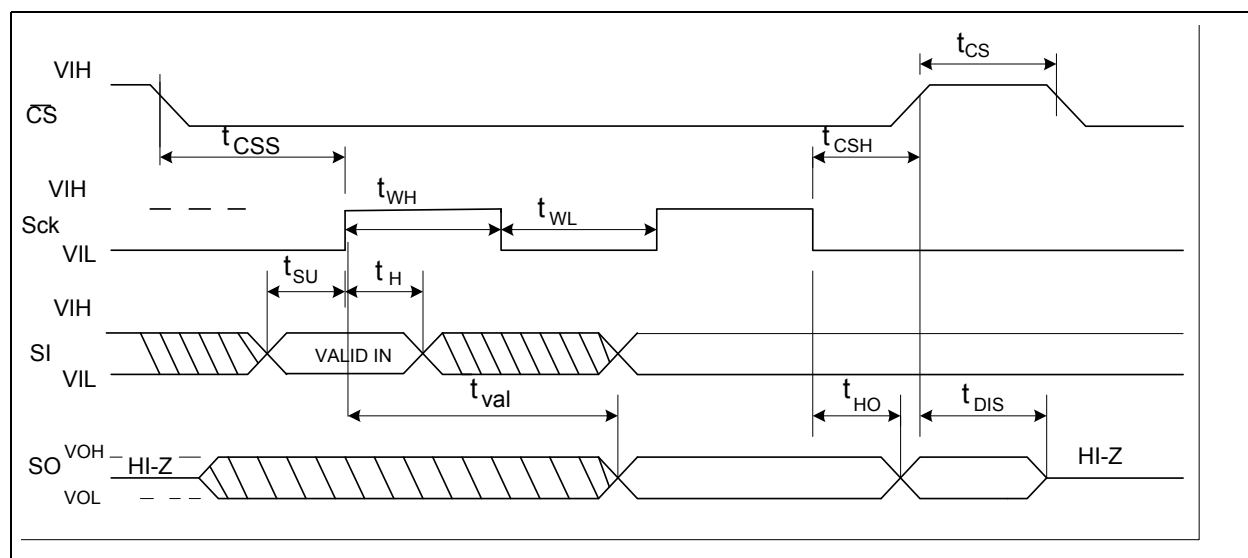 tCS
VIH
C̅S̅
tCSS
tCSH
VIH
tWH
tWL
Sck
VIL
tSU
tH
VIH
SI
VALID IN
VIL
tval
tHO
tDIS
VOH
SO
HI-Z
HI-Z
VOL